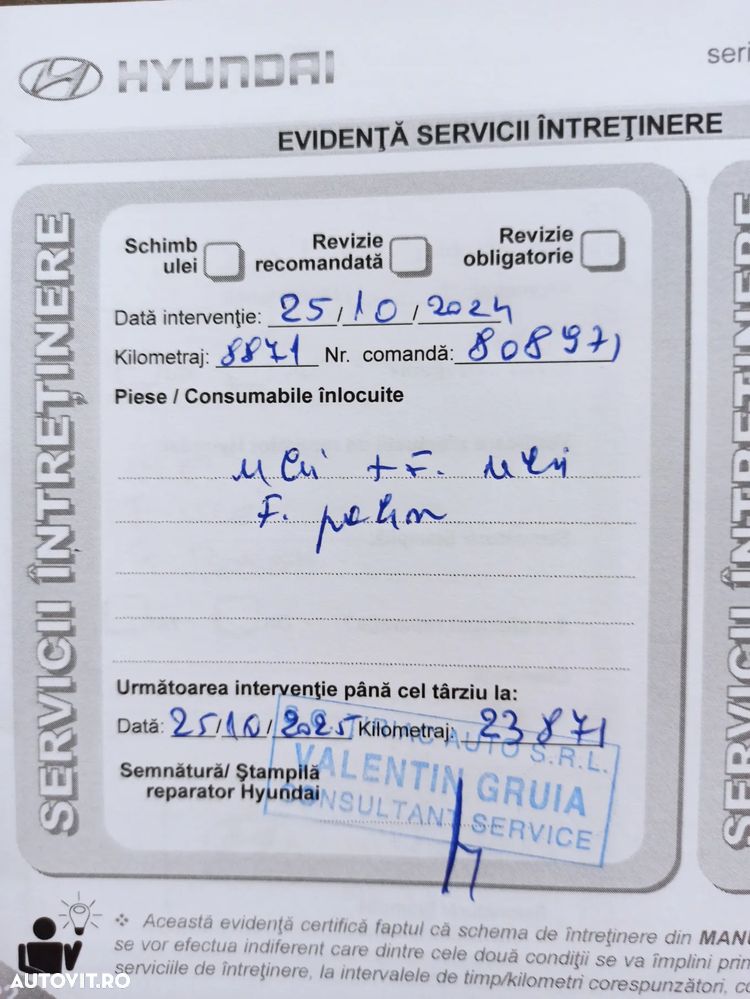 HYUNDAI
seri
EVIDENŢĂ SERVICII ÎNTREŢINERE
SERVICII ÎNTREŢINERE
Schimb ulei
Revizie recomandată
Revizie obligatorie
Dată intervenţie: 25/10/2024
Kilometraj: 8871 Nr. comandă: 808971
Piese / Consumabile înlocuite
ulei + F. ulei
F. polen
Următoarea intervenţie până cel târziu la:
Dată: 25/10/2025 Kilometraj: 23871
Semnătură/ Ştampilă
reparator Hyundai
AUTO S.R.L.
VALENTIN GRUIA
CONSULTANT SERVICE
SERVICII ÎNTREŢINERE
Această evidenţă certifică faptul că schema de întreţinere din MANU
se vor efectua indiferent care dintre cele două condiţii se va împlini prin
serviciile de întreţinere, la intervalele de timp/kilometri corespunzători, co
AUTOVIT.RO